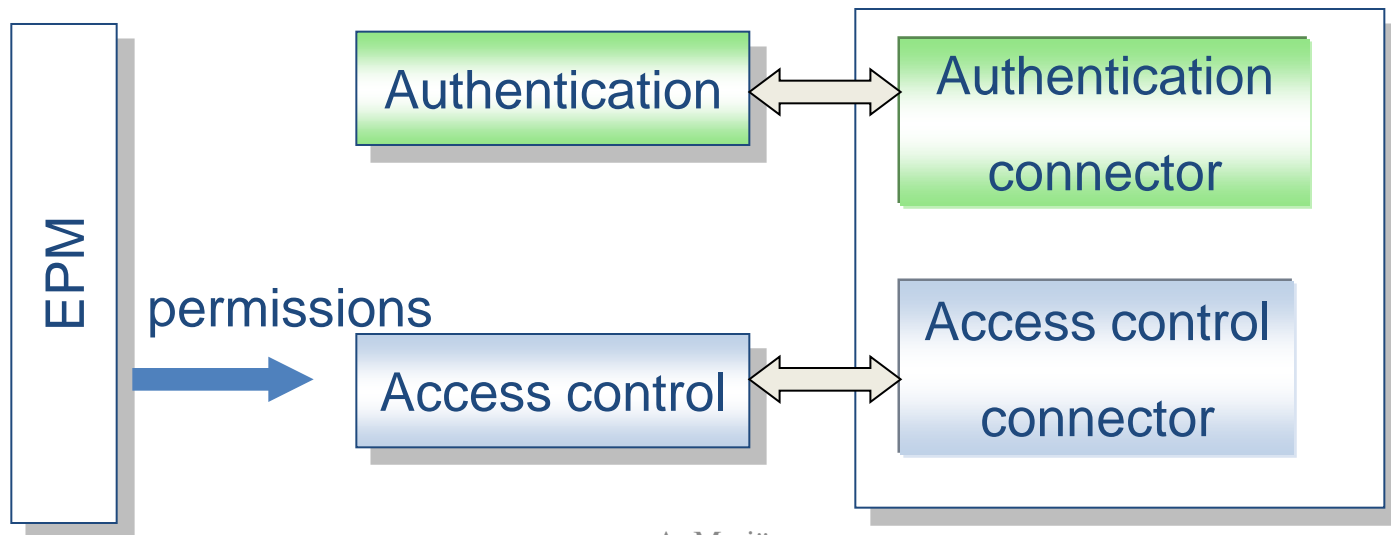 EPM
permissions
Authentication
Access control
Authentication
connector
Access control
connector